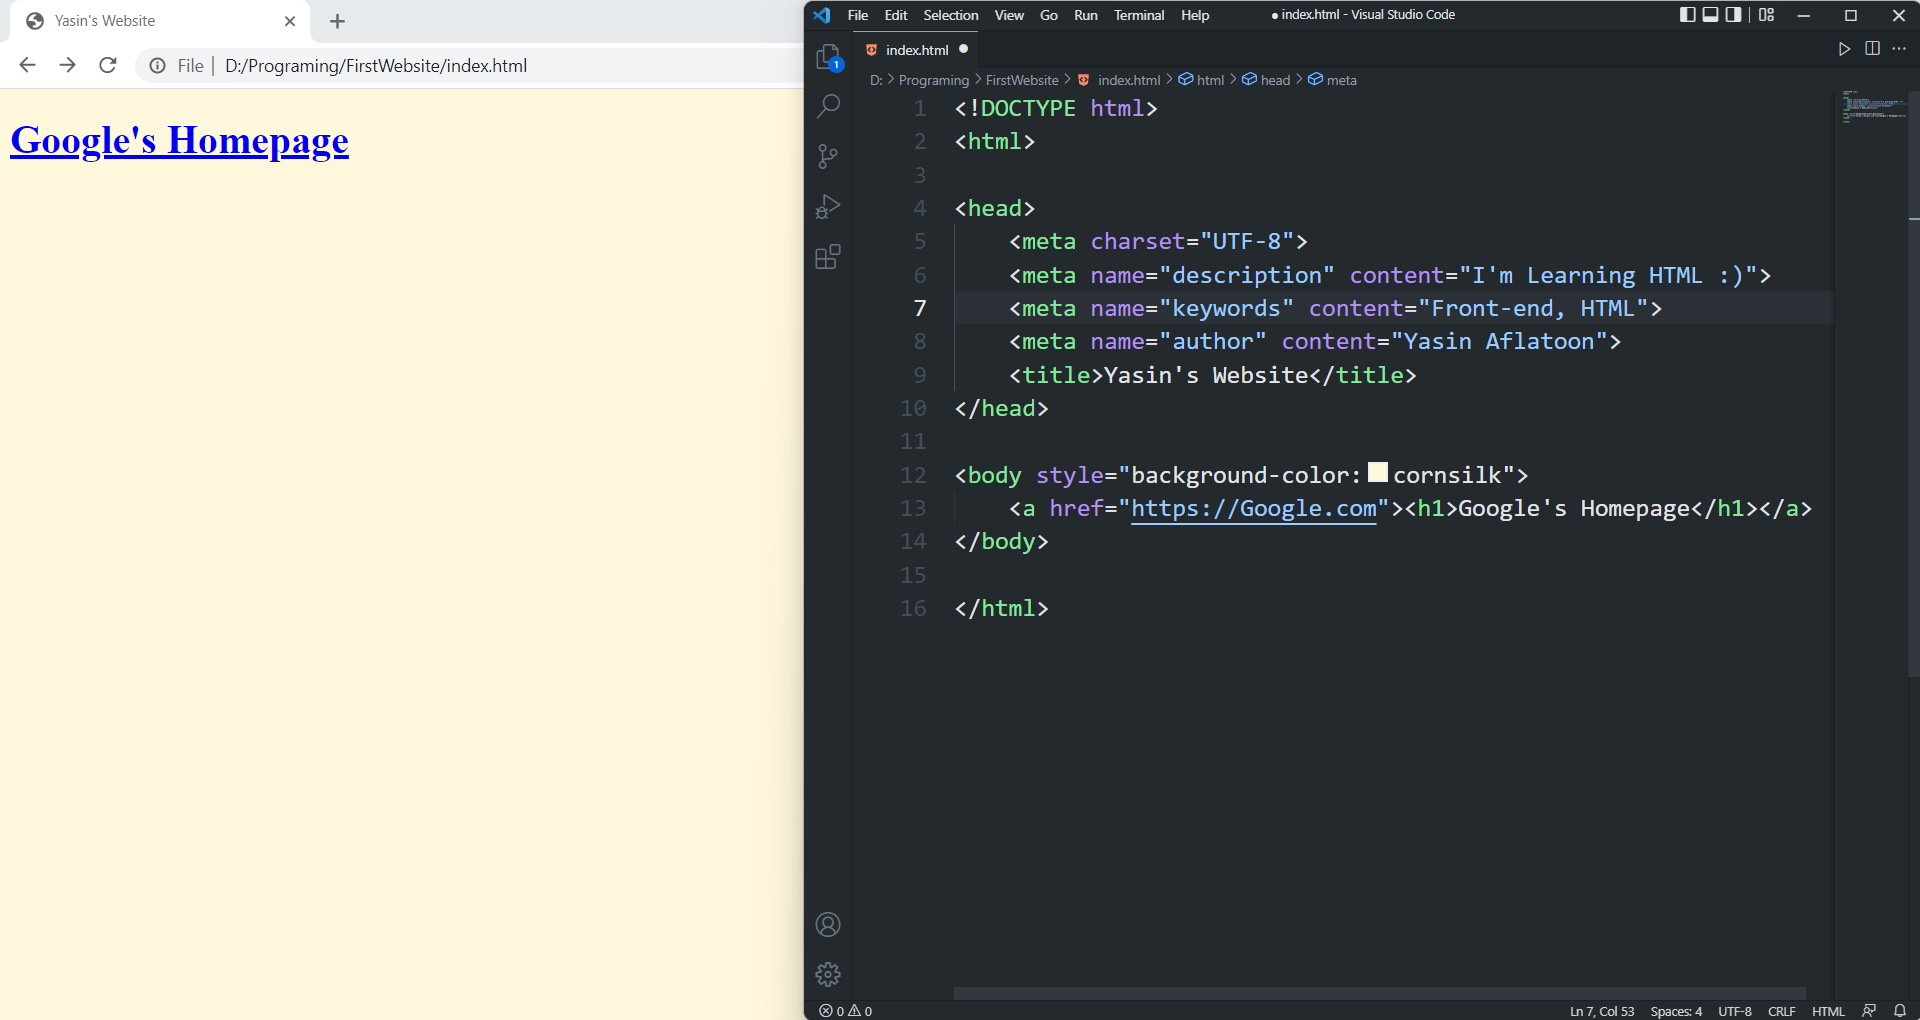 Yasin's Website
File
D:/Programing/FirstWebsite/index.html
Google's Homepage
File Edit Selection View Go Run Terminal Help
● index.html - Visual Studio Code
index.html
D: > Programing > FirstWebsite > index.html > html > head > meta
1
1 <!DOCTYPE html>
2 <html>
3
4 <head>
5 <meta charset="UTF-8">
6 <meta name="description" content="I'm Learning HTML :)">
7 <meta name="keywords" content="Front-end, HTML">
8 <meta name="author" content="Yasin Aflatoon">
9 <title>Yasin's Website</title>
10 </head>
11
12 <body style="background-color:cornsilk">
13 <a href="https://Google.com"><h1>Google's Homepage</h1></a>
14 </body>
15
16 </html>
0 0
Ln 7, Col 53 Spaces: 4 UTF-8 CRLF HTML